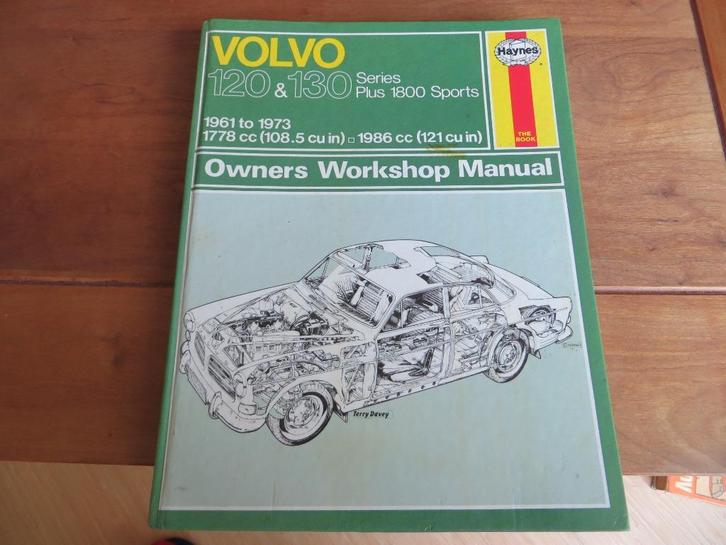 VOLVO
120 & 130 Series
Plus 1800 Sports
1961 to 1973
1778 cc (108.5 cu in) □ 1986 cc (121 cu in)
Haynes
THE
BOOK
Owners Workshop Manual
Terry Davey